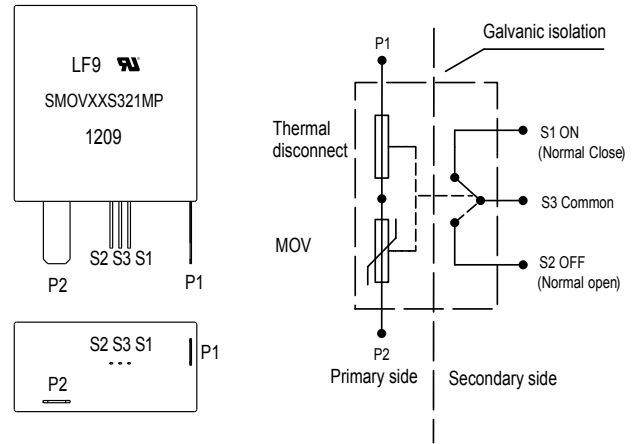 LF9
SMOVXXS321MP
1209
S2 S3 S1
P2
P1
S2 S3 S1
P1
P2
Galvanic isolation
P1
Thermal
disconnect
MOV
S1 ON
(Normal Close)
S3 Common
S2 OFF
(Normal open)
P2
Primary side
Secondary side